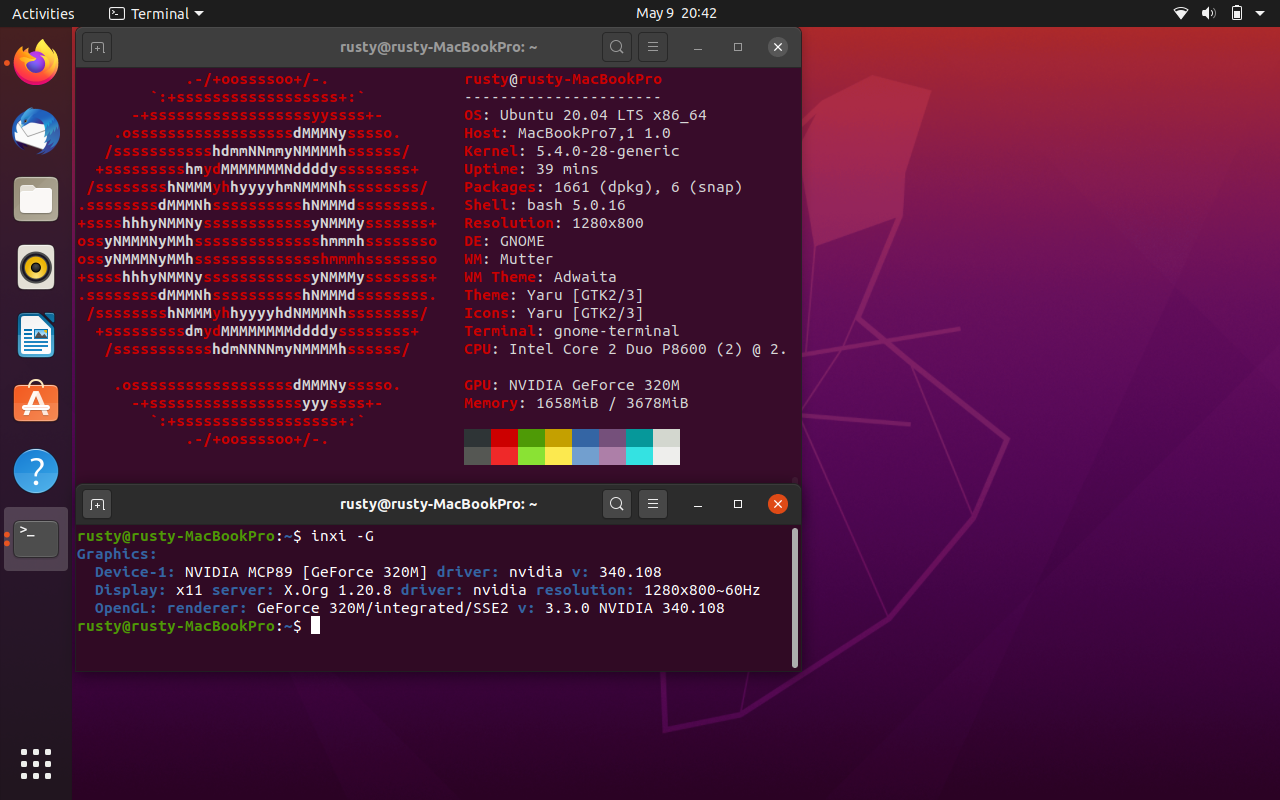 Activities Terminal May 9 20:42
rusty@rusty-MacBookPro: ~
.-/+oossssoo+/-. rusty@rusty-MacBookPro
`:+ssssssssssssssssss+:` ----------------------
-+ssssssssssssssssssyyssss+- OS: Ubuntu 20.04 LTS x86_64
.ossssssssssssssssssdMMMNysssso. Host: MacBookPro7,1 1.0
/ssssssssssshdmmNNmmyNMMMMhssssss/ Kernel: 5.4.0-28-generic
+ssssssssshmydMMMMMMMNddddyssssssss+ Uptime: 39 mins
/sssssssshNMMMyhhyyyyhmNMMMNhssssssss/ Packages: 1661 (dpkg), 6 (snap)
.ssssssssdMMMNhsssssssssshNMMMdssssssss. Shell: bash 5.0.16
+sssshhhyNMMNyssssssssssssyNMMMysssssss+ Resolution: 1280x800
ossyNMMMNyMMhsssssssssssssshmmmhssssssso DE: GNOME
ossyNMMMNyMMhsssssssssssssshmmmhssssssso WM: Mutter
+sssshhhyNMMNyssssssssssssyNMMMysssssss+ WM Theme: Adwaita
.ssssssssdMMMNhsssssssssshNMMMdssssssss. Theme: Yaru [GTK2/3]
/sssssssshNMMMyhhyyyyhdNMMMNhssssssss/ Icons: Yaru [GTK2/3]
+sssssssssdmydMMMMMMMMddddyssssssss+ Terminal: gnome-terminal
/ssssssssssshdmNNNNmyNMMMMhssssss/ CPU: Intel Core 2 Duo P8600 (2) @ 2.
.ossssssssssssssssssdMMMNysssso. GPU: NVIDIA GeForce 320M
-+sssssssssssssssssyyyssss+- Memory: 1658MiB / 3678MiB
`:+ssssssssssssssssss+:`
.-/+oossssoo+/-.
rusty@rusty-MacBookPro: ~
rusty@rusty-MacBookPro:~$ inxi -G
Graphics:
Device-1: NVIDIA MCP89 [GeForce 320M] driver: nvidia v: 340.108
Display: x11 server: X.Org 1.20.8 driver: nvidia resolution: 1280x800~60Hz
OpenGL: renderer: GeForce 320M/integrated/SSE2 v: 3.3.0 NVIDIA 340.108
rusty@rusty-MacBookPro:~$